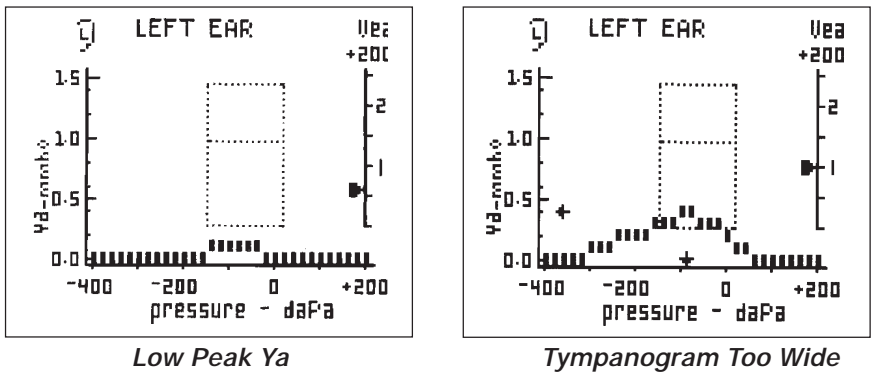 LEFT EAR
Vea
+200
1.5
1.0
0.5
0.0
Ya-mmho
2
1
-400 -200 0 +200
pressure - daPa
Low Peak Ya
LEFT EAR
Vea
+200
1.5
1.0
0.5
0.0
Ya-mmho
2
1
-400 -200 0 +200
pressure - daPa
Tympanogram Too Wide